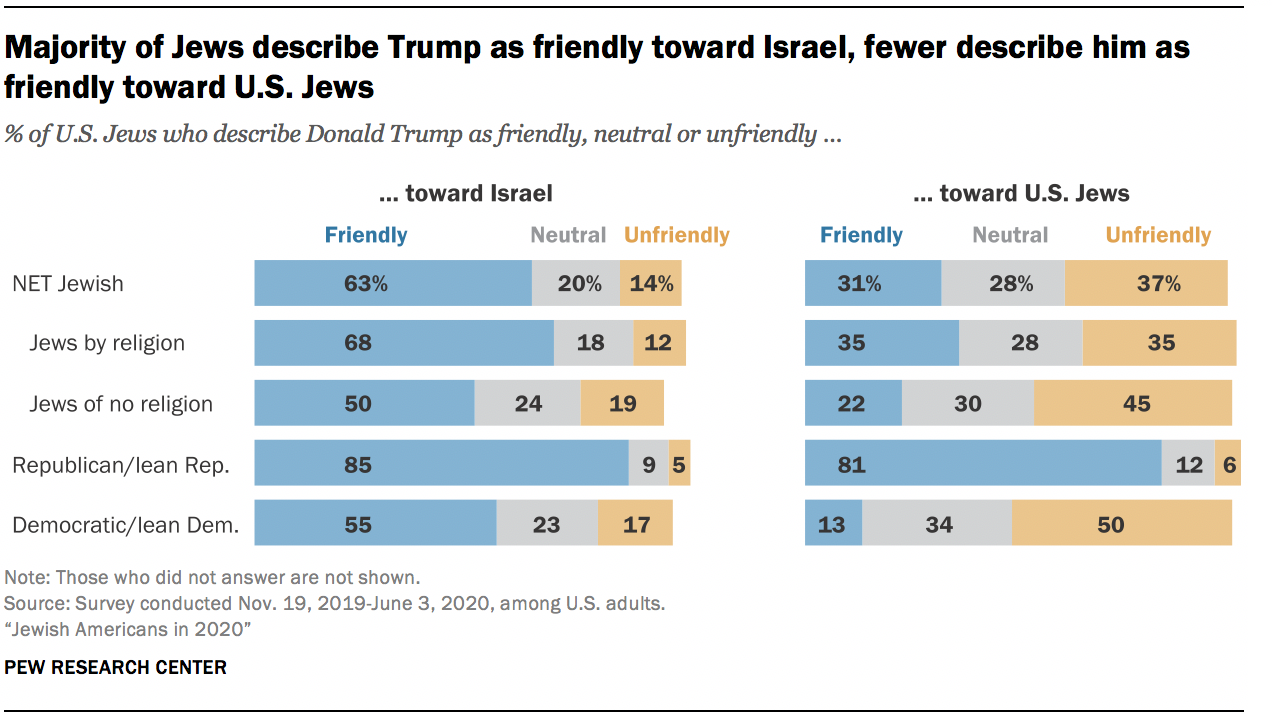 Majority of Jews describe Trump as friendly toward Israel, fewer describe him as
friendly toward U.S. Jews
% of U.S. Jews who describe Donald Trump as friendly, neutral or unfriendly ...
... toward Israel
... toward U.S. Jews
Friendly Neutral Unfriendly Friendly Neutral Unfriendly
NET Jewish 63% 20% 14% 31% 28% 37%
Jews by religion 68 18 12 35 28 35
Jews of no religion 50 24 19 22 30 45
Republican/lean Rep. 85 9 5 81 12 6
Democratic/lean Dem. 55 23 17 13 34 50
Note: Those who did not answer are not shown.
Source: Survey conducted Nov. 19, 2019-June 3, 2020, among U.S. adults.
“Jewish Americans in 2020”
PEW RESEARCH CENTER